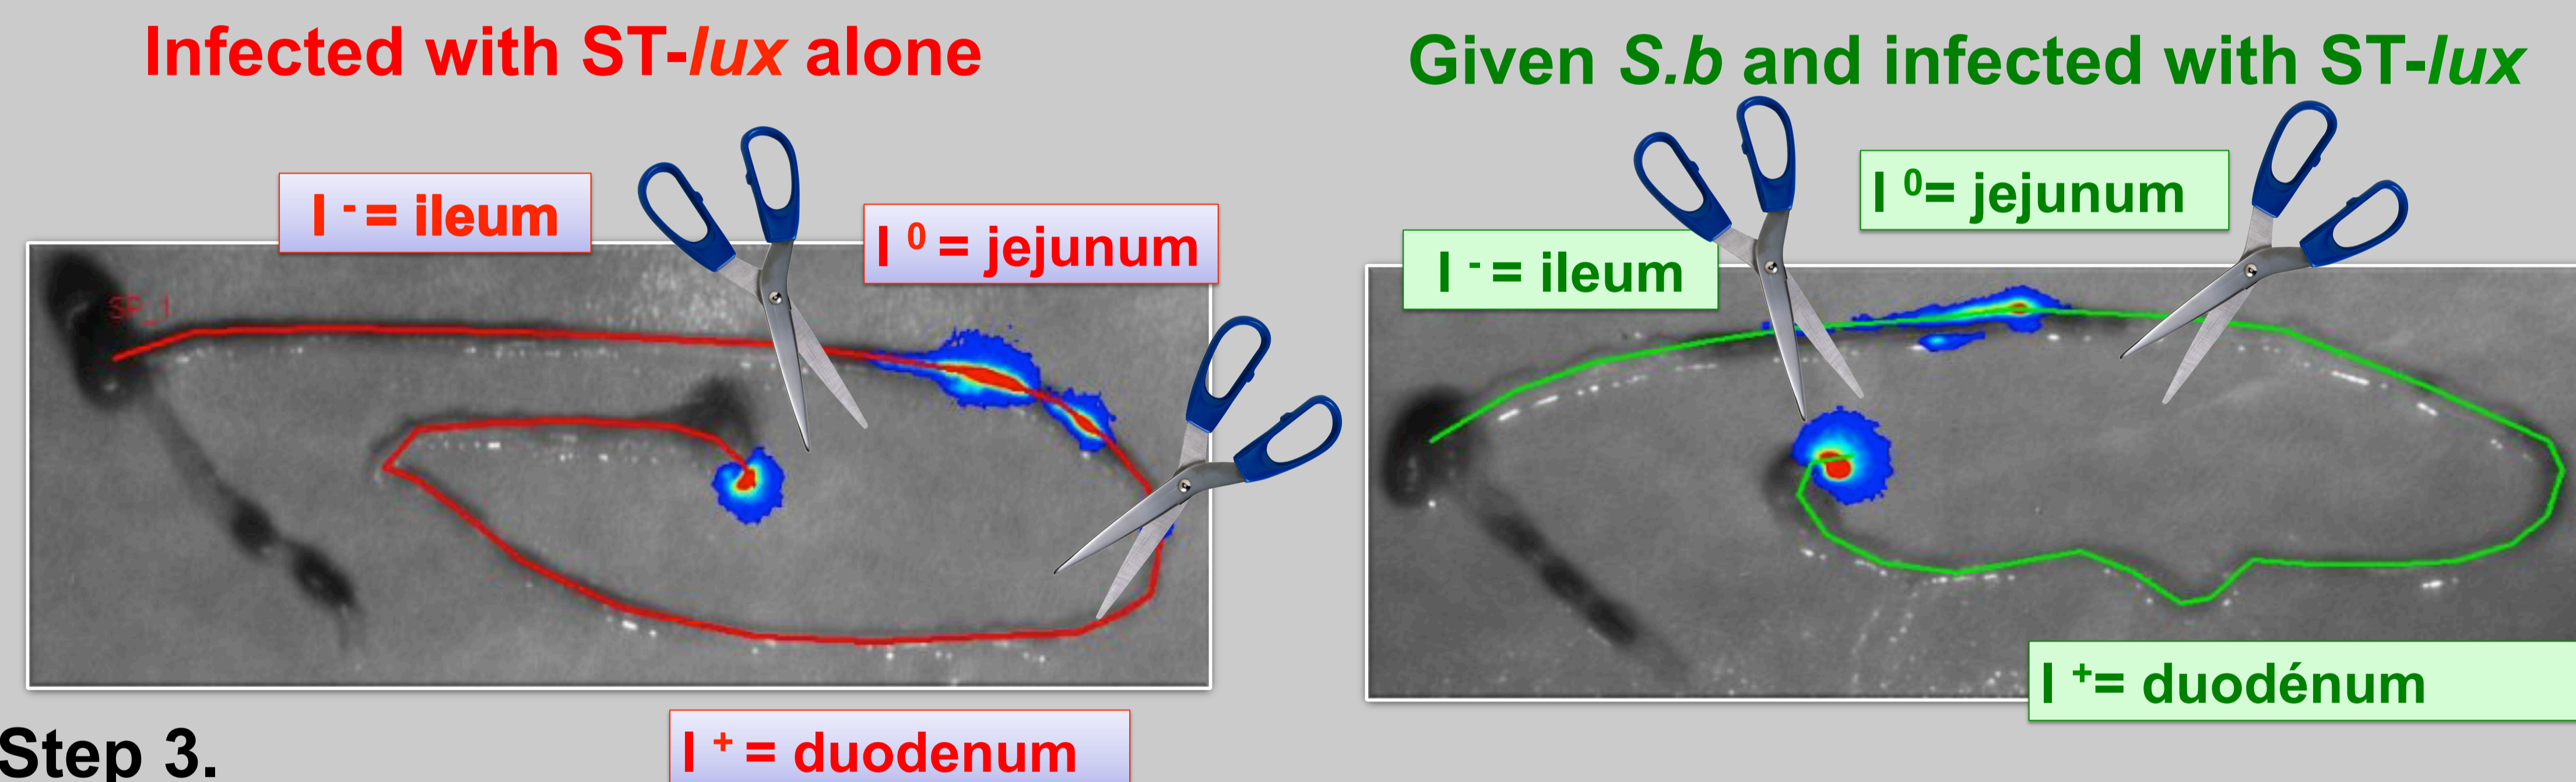 Infected with ST-lux alone
Given S.b and infected with ST-lux
I - = ileum
I 0 = jejunum
I - = ileum
I 0= jejunum
SP_1
I += duodénum
I + = duodenum
Step 3.